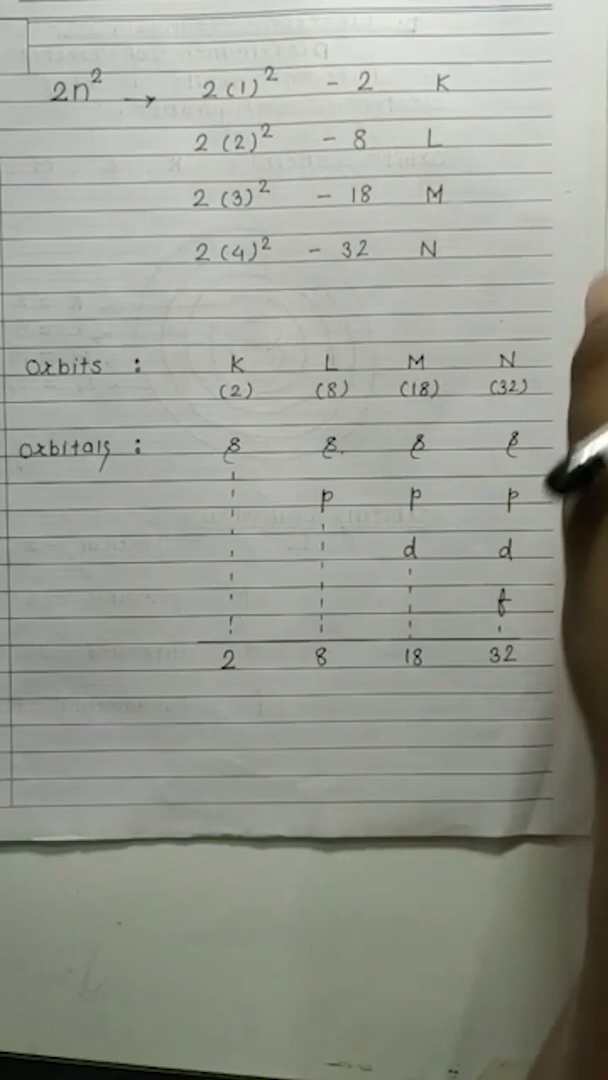 2n² → 2(1)² - 2 K
2(2)² - 8 L
2(3)² - 18 M
2(4)² - 32 N
Orbits : K L M N
(2) (8) (18) (32)
Orbitals : s s s s
p p p
d d
f
2 8 18 32